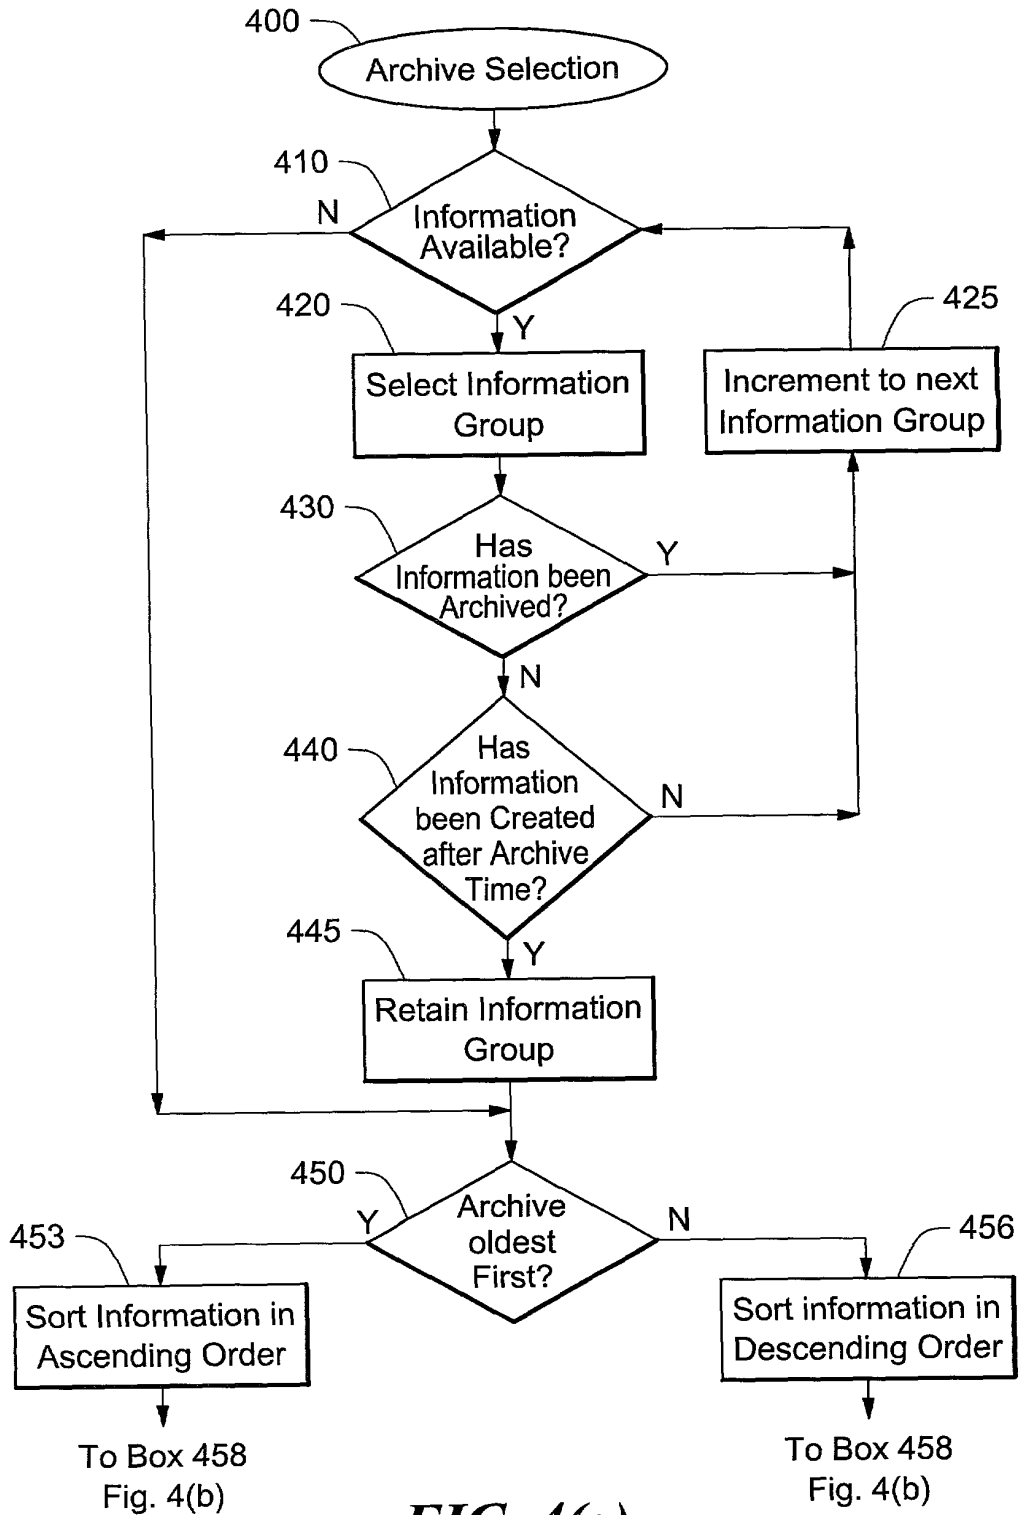 400
Archive Selection
410
N
Information
Available?
420
Y
425
Select Information
Group
Increment to next
Information Group
430
Has
Information been
Archived?
Y
N
440
Has
Information
been Created
after Archive
Time?
N
445
Y
Retain Information
Group
450
Archive
oldest
First?
Y
N
453
456
Sort Information in
Ascending Order
Sort information in
Descending Order
To Box 458
Fig. 4(b)
To Box 458
Fig. 4(b)